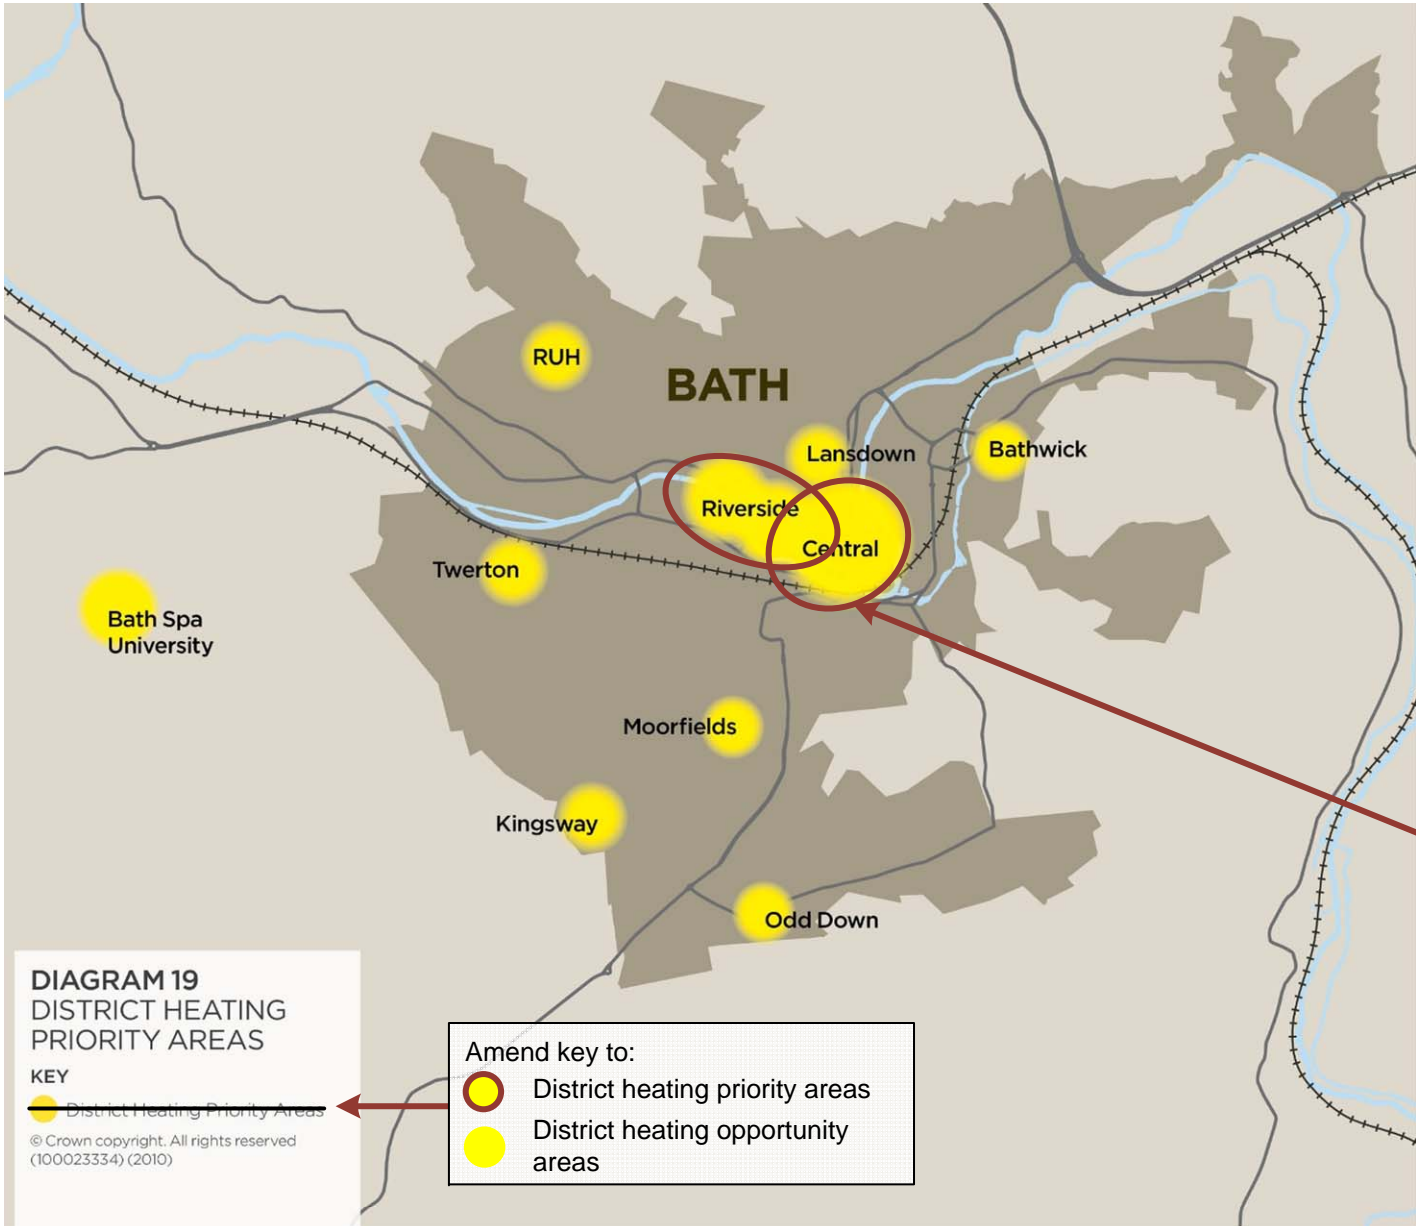 RUH
BATH
Lansdown
Bathwick
Riverside
Central
Twerton
Bath Spa
University
Moorfields
Kingsway
Odd Down
DIAGRAM 19
DISTRICT HEATING
PRIORITY AREAS
KEY
District Heating Priority Areas
© Crown copyright. All rights reserved
(100023334) (2010)
Amend key to:
District heating priority areas
District heating opportunity
areas